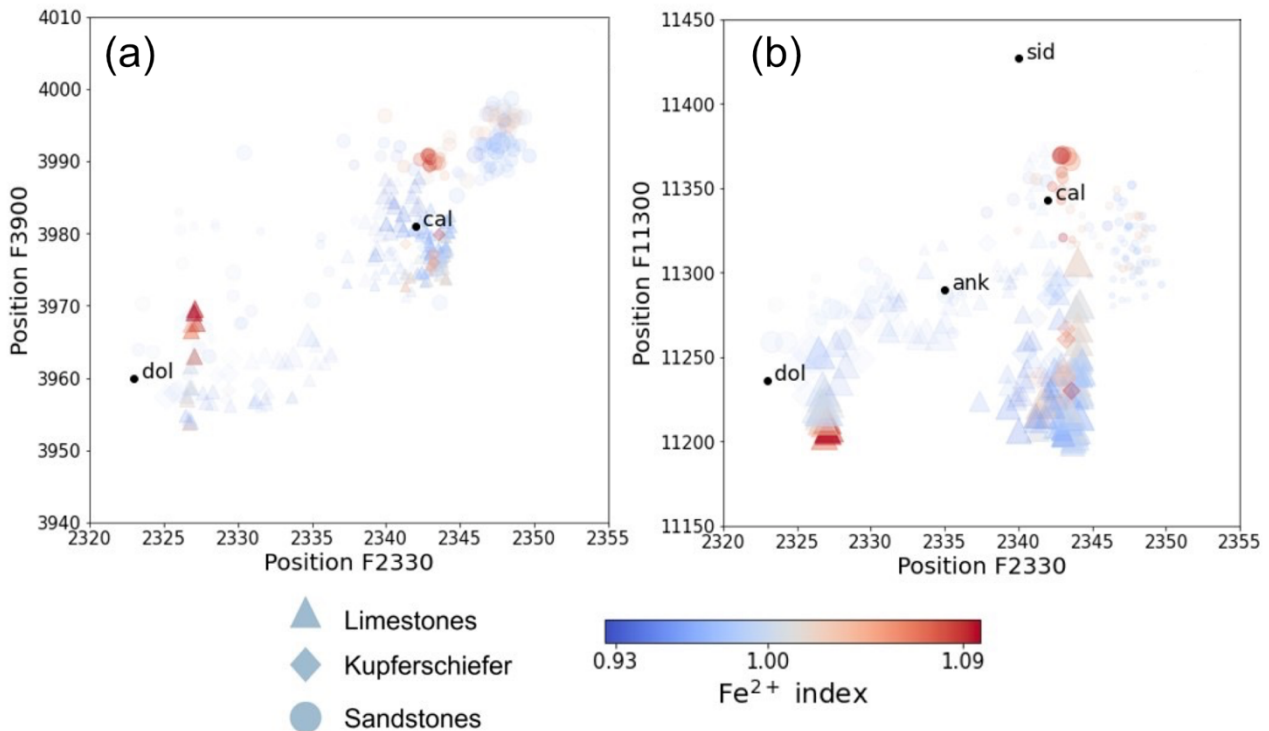 (a)
4010
4000
3990
3980
3970
3960
3950
3940
Position F3900
cal
dol
2320 2325 2330 2335 2340 2345 2350 2355
Position F2330
(b)
11450
11400
11350
11300
11250
11200
11150
Position F11300
sid
cal
ank
dol
2320 2325 2330 2335 2340 2345 2350 2355
Position F2330
Limestones
Kupferschiefer
Sandstones
0.93 1.00 1.09
Fe²⁺ index